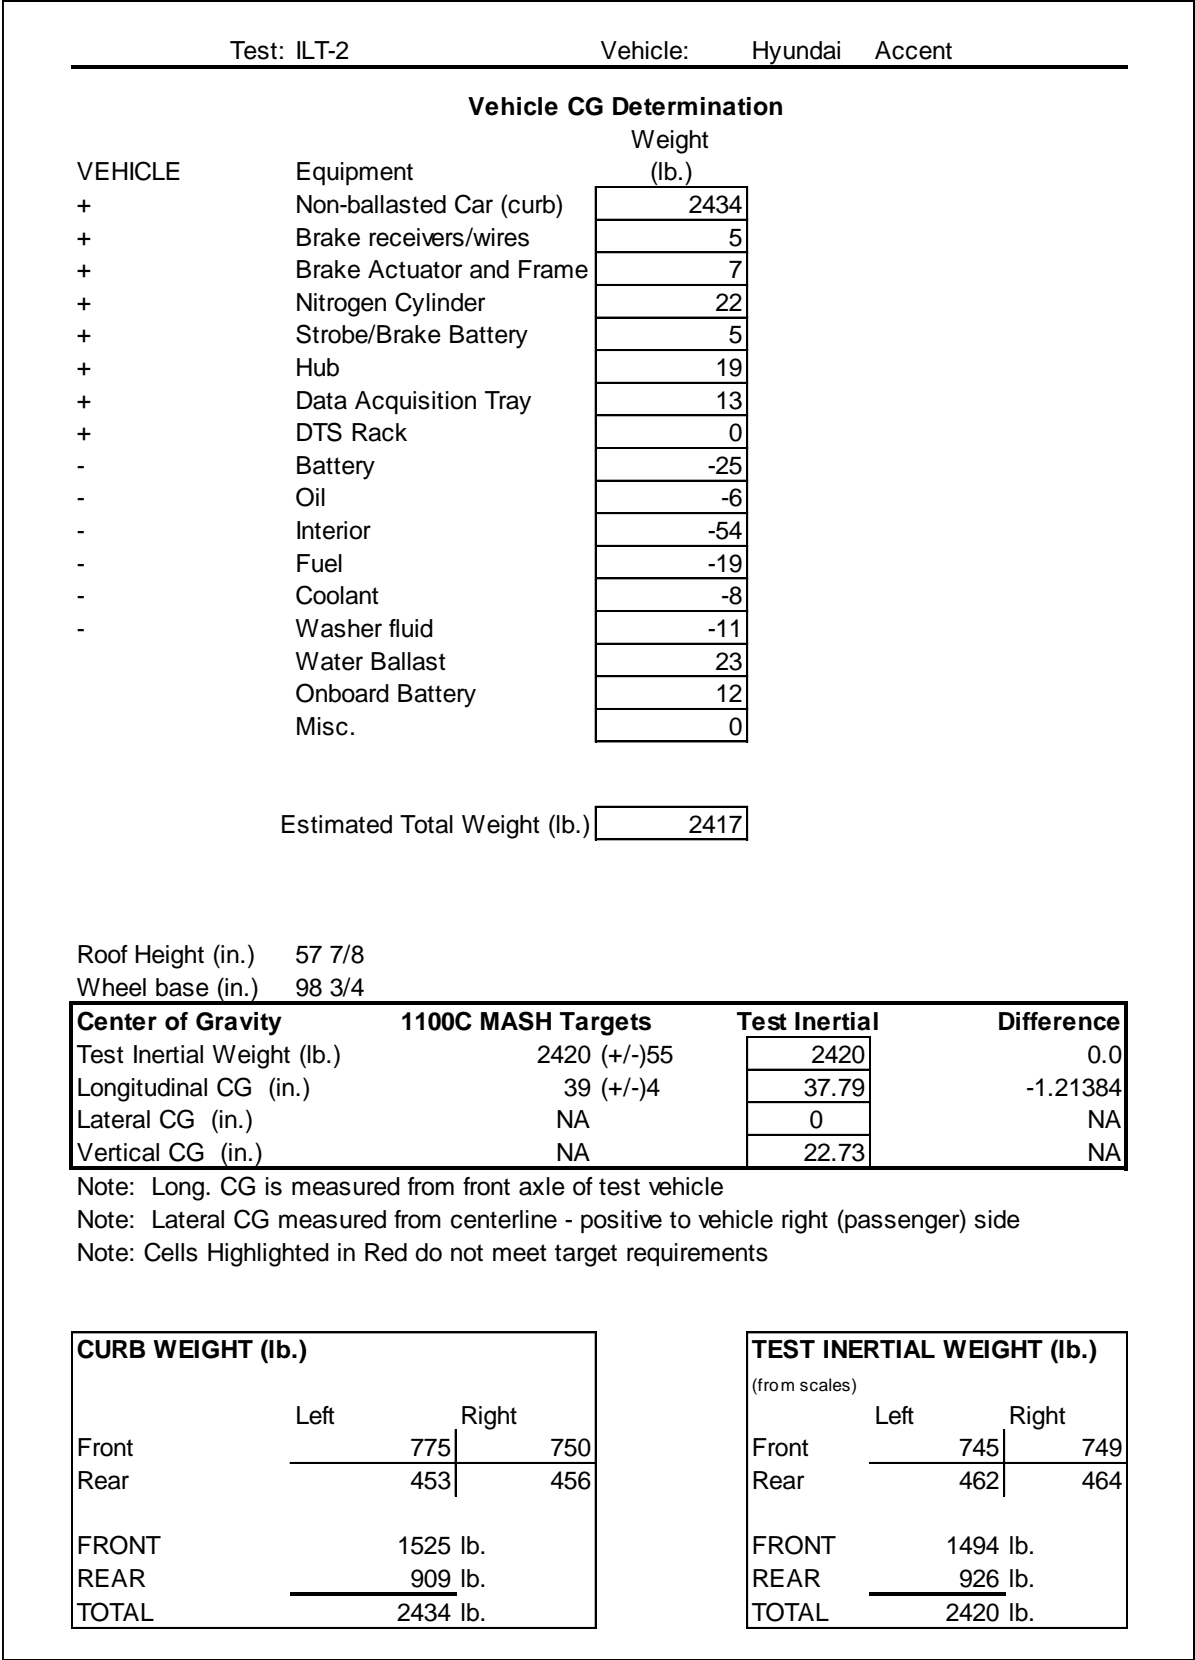 Test: ILT-2 Vehicle: Hyundai Accent
Vehicle CG Determination
Weight
VEHICLE Equipment (lb.)
+ Non-ballasted Car (curb) 2434
+ Brake receivers/wires 5
+ Brake Actuator and Frame 7
+ Nitrogen Cylinder 22
+ Strobe/Brake Battery 5
+ Hub 19
+ Data Acquisition Tray 13
+ DTS Rack 0
- Battery -25
- Oil -6
- Interior -54
- Fuel -19
- Coolant -8
- Washer fluid -11
Water Ballast 23
Onboard Battery 12
Misc. 0
Estimated Total Weight (lb.) 2417
Roof Height (in.) 57 7/8
Wheel base (in.) 98 3/4
Center of Gravity 1100C MASH Targets Test Inertial Difference
Test Inertial Weight (lb.) 2420 (+/-)55 2420 0.0
Longitudinal CG (in.) 39 (+/-)4 37.79 -1.21384
Lateral CG (in.) NA 0 NA
Vertical CG (in.) NA 22.73 NA
Note: Long. CG is measured from front axle of test vehicle
Note: Lateral CG measured from centerline - positive to vehicle right (passenger) side
Note: Cells Highlighted in Red do not meet target requirements
CURB WEIGHT (lb.)
Left Right
Front 775 750
Rear 453 456
FRONT 1525 lb.
REAR 909 lb.
TOTAL 2434 lb.
TEST INERTIAL WEIGHT (lb.)
(from scales)
Left Right
Front 745 749
Rear 462 464
FRONT 1494 lb.
REAR 926 lb.
TOTAL 2420 lb.